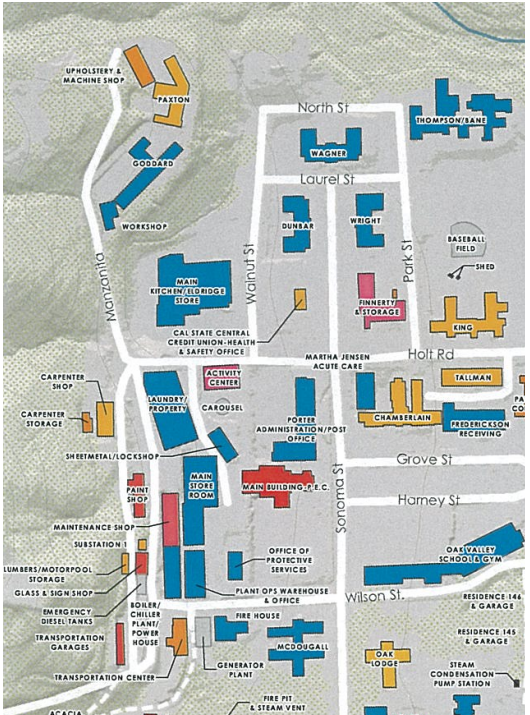 UPHOLSTERY &
MACHINE SHOP
PAXTON
North St
THOMPSON/BANE
WAGNER
GODDARD
Laurel St
WORKSHOP
DUNBAR
WRIGHT
BASEBALL
FIELD
Manzanita
Walnut St
Park St
SHED
MAIN
KITCHEN/ELDRIDGE
STORE
FINNERTY
& STORAGE
KING
CAL STATE CENTRAL
CREDIT UNION-HEALTH
& SAFETY OFFICE
MARTHA JENSEN
ACUTE CARE
Holt Rd
CARPENTER
SHOP
ACTIVITY
CENTER
TALLMAN
LAUNDRY/
PROPERTY
CAROUSEL
CARPENTER
STORAGE
PORTER
ADMINISTRATION/POST
OFFICE
CHAMBERLAIN
FREDERICKSON
RECEIVING
SHEETMETAL/LOCKSHOP
Grove St
MAIN
STORE
ROOM
MAIN BUILDING-P.E.C.
PAINT
SHOP
Sonoma St
Harney St
MAINTENANCE SHOP
SUBSTATION 1
OFFICE OF
PROTECTIVE
SERVICES
OAK VALLEY
SCHOOL & GYM
LUMBERS/MOTORPOOL
STORAGE
GLASS & SIGN SHOP
PLANT OPS WAREHOUSE
& OFFICE
Wilson St.
RESIDENCE 146
& GARAGE
EMERGENCY
DIESEL TANKS
BOILER/
CHILLER
PLANT/
POWER
HOUSE
FIRE HOUSE
TRANSPORTATION
GARAGES
MCDOUGALL
RESIDENCE 145
& GARAGE
OAK
LODGE
TRANSPORTATION CENTER
GENERATOR
PLANT
STEAM
CONDENSATION
PUMP STATION
FIRE PIT
& STEAM VENT
ACACIA